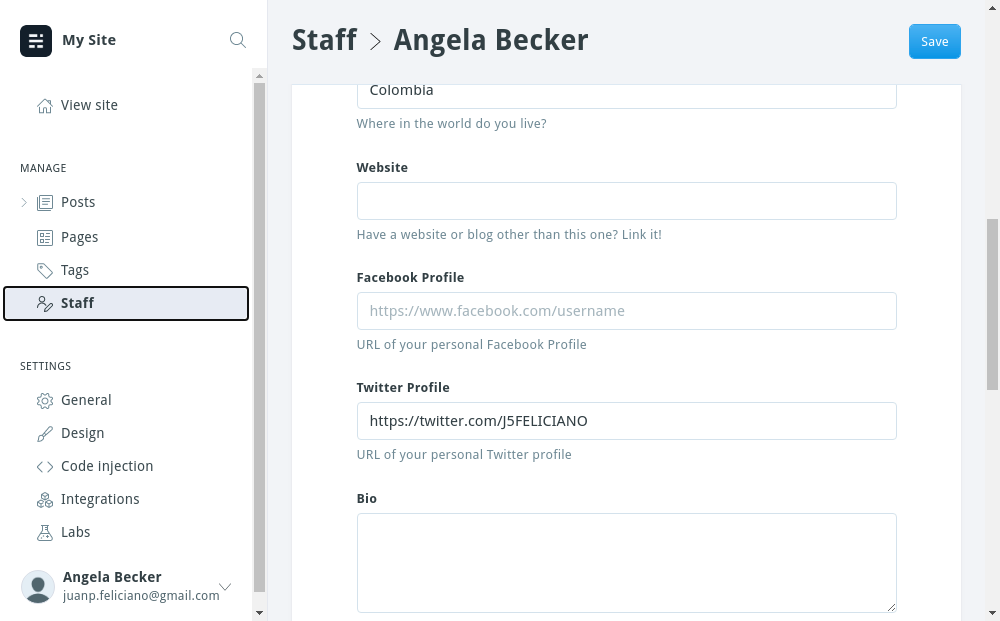 My Site
Staff > Angela Becker
Save
View site
MANAGE
Posts
Pages
Tags
Staff
SETTINGS
General
Design
Code injection
Integrations
Labs
Angela Becker
juanp.feliciano@gmail.com
Colombia
Where in the world do you live?
Website
Have a website or blog other than this one? Link it!
Facebook Profile
https://www.facebook.com/username
URL of your personal Facebook Profile
Twitter Profile
https://twitter.com/J5FELICIANO
URL of your personal Twitter profile
Bio